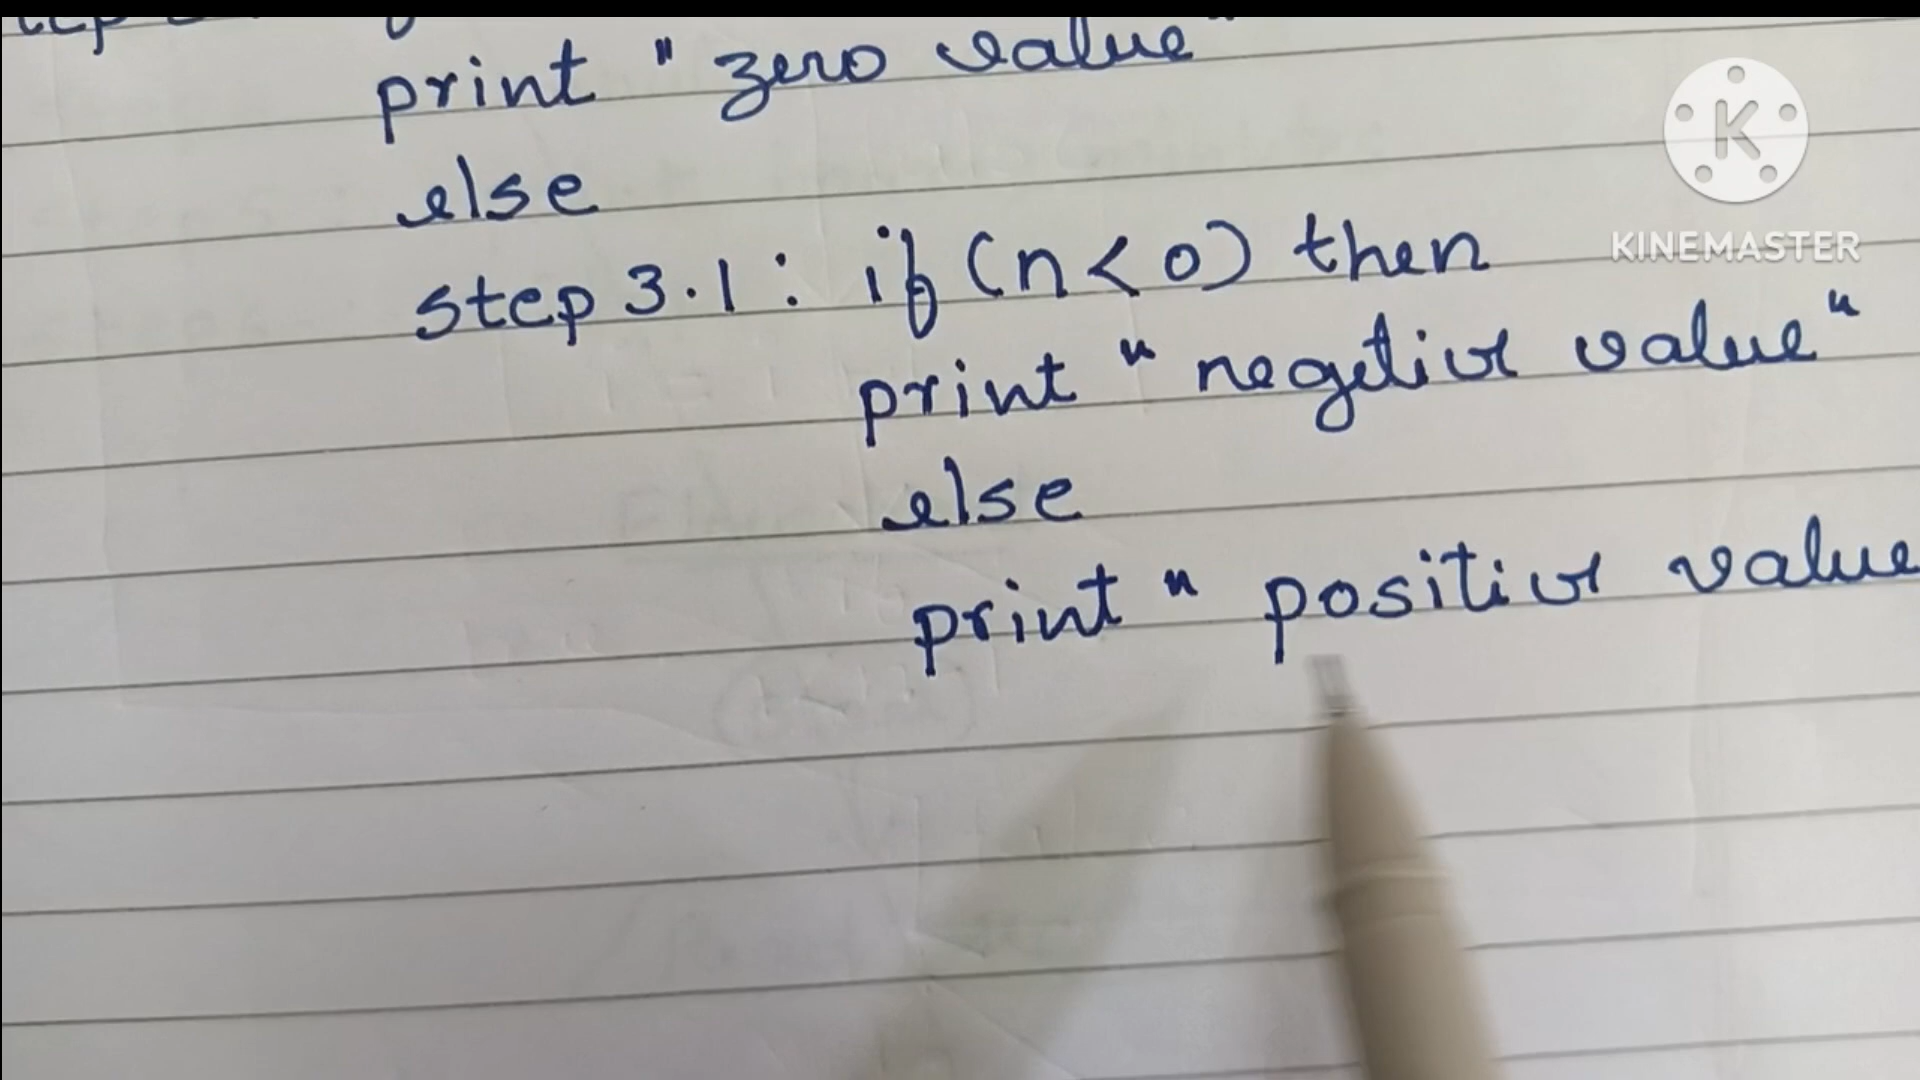 print "zero value"
else
step 3.1 : if (n < 0) then
print "negetive value"
else
print "positive value
KINEMASTER